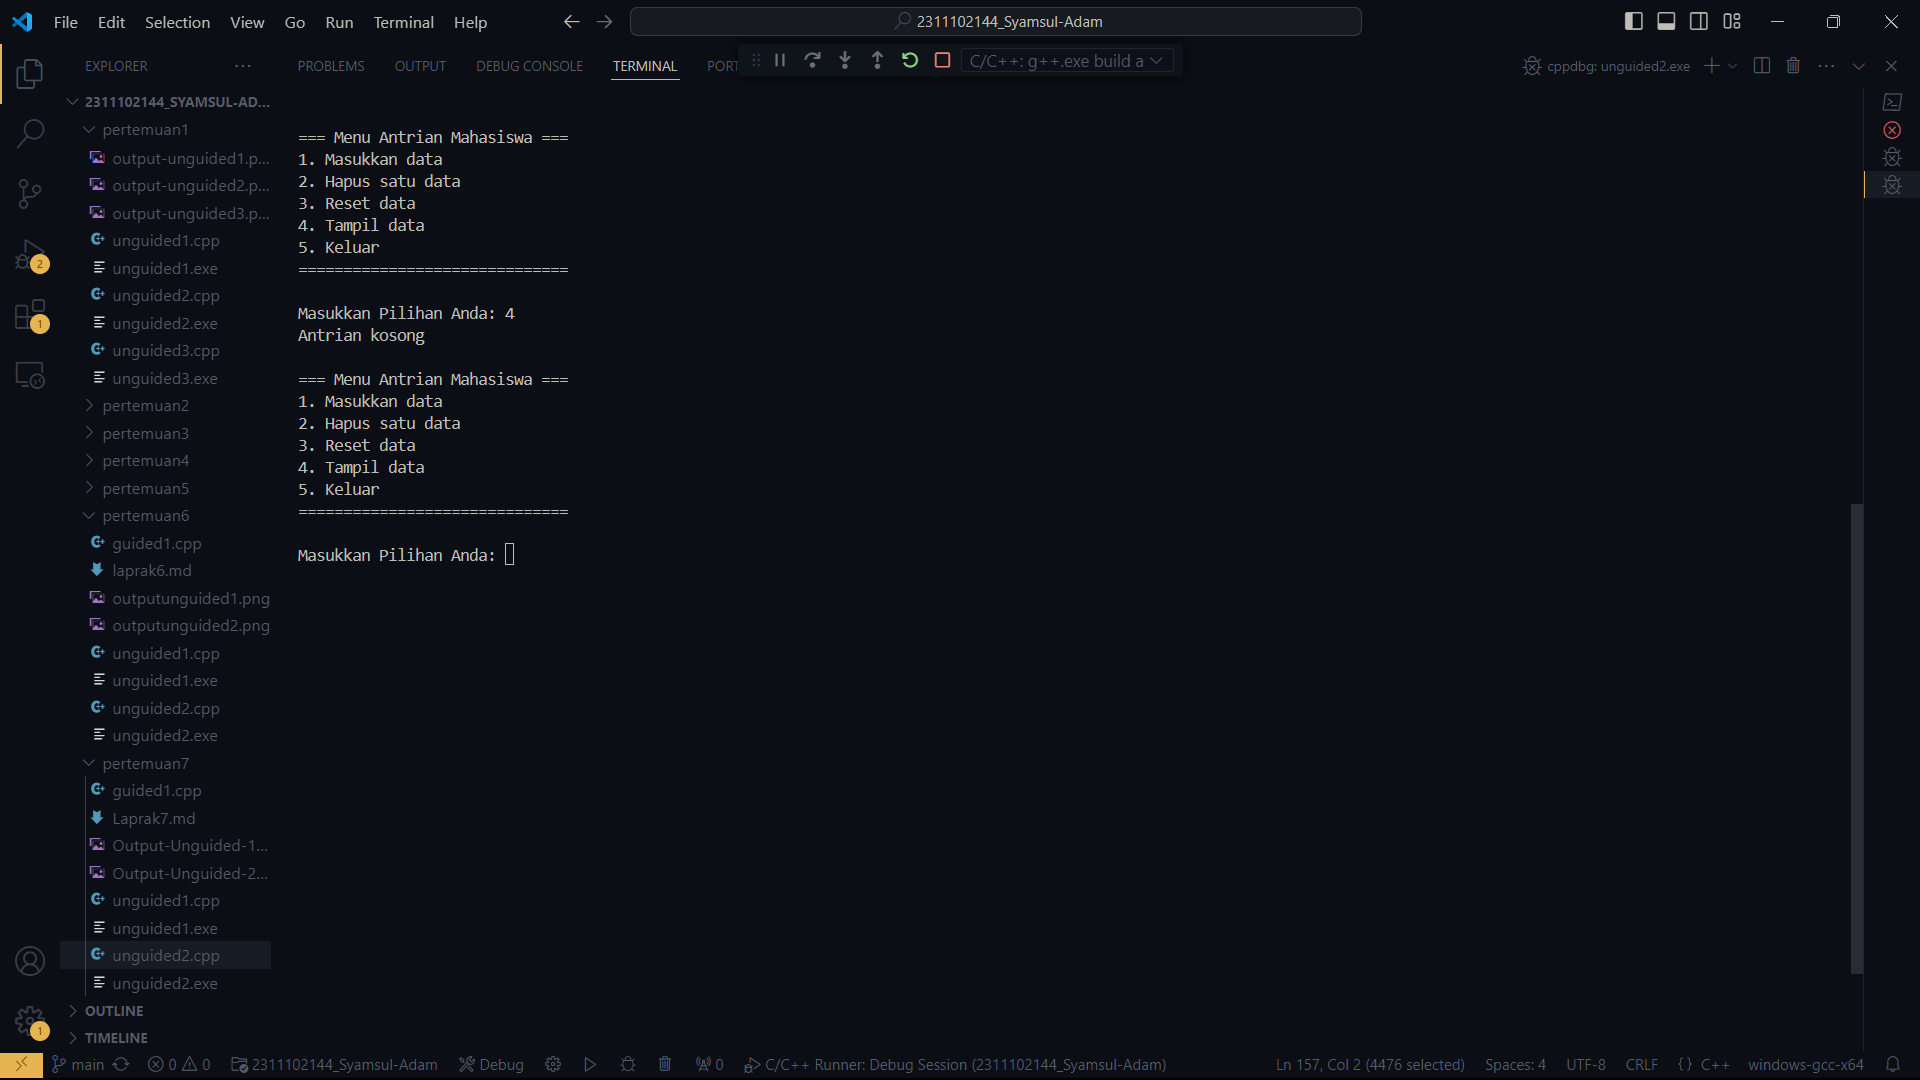 File Edit Selection View Go Run Terminal Help
2311102144_Syamsul-Adam
EXPLORER
PROBLEMS OUTPUT DEBUG CONSOLE TERMINAL PORT
C/C++: g++.exe build a
cppdbg: unguided2.exe
2311102144_SYAMSUL-AD...
pertemuan1
output-unguided1.p...
output-unguided2.p...
output-unguided3.p...
unguided1.cpp
unguided1.exe
unguided2.cpp
unguided2.exe
unguided3.cpp
unguided3.exe
pertemuan2
pertemuan3
pertemuan4
pertemuan5
pertemuan6
guided1.cpp
laprak6.md
outputunguided1.png
outputunguided2.png
unguided1.cpp
unguided1.exe
unguided2.cpp
unguided2.exe
pertemuan7
guided1.cpp
Laprak7.md
Output-Unguided-1...
Output-Unguided-2...
unguided1.cpp
unguided1.exe
unguided2.cpp
unguided2.exe
OUTLINE
TIMELINE
2
1
1
=== Menu Antrian Mahasiswa ===
1. Masukkan data
2. Hapus satu data
3. Reset data
4. Tampil data
5. Keluar
==============================
Masukkan Pilihan Anda: 4
Antrian kosong
=== Menu Antrian Mahasiswa ===
1. Masukkan data
2. Hapus satu data
3. Reset data
4. Tampil data
5. Keluar
==============================
Masukkan Pilihan Anda:
main 0 0 2311102144_Syamsul-Adam Debug 0 C/C++ Runner: Debug Session (2311102144_Syamsul-Adam) Ln 157, Col 2 (4476 selected) Spaces: 4 UTF-8 CRLF {} C++ windows-gcc-x64